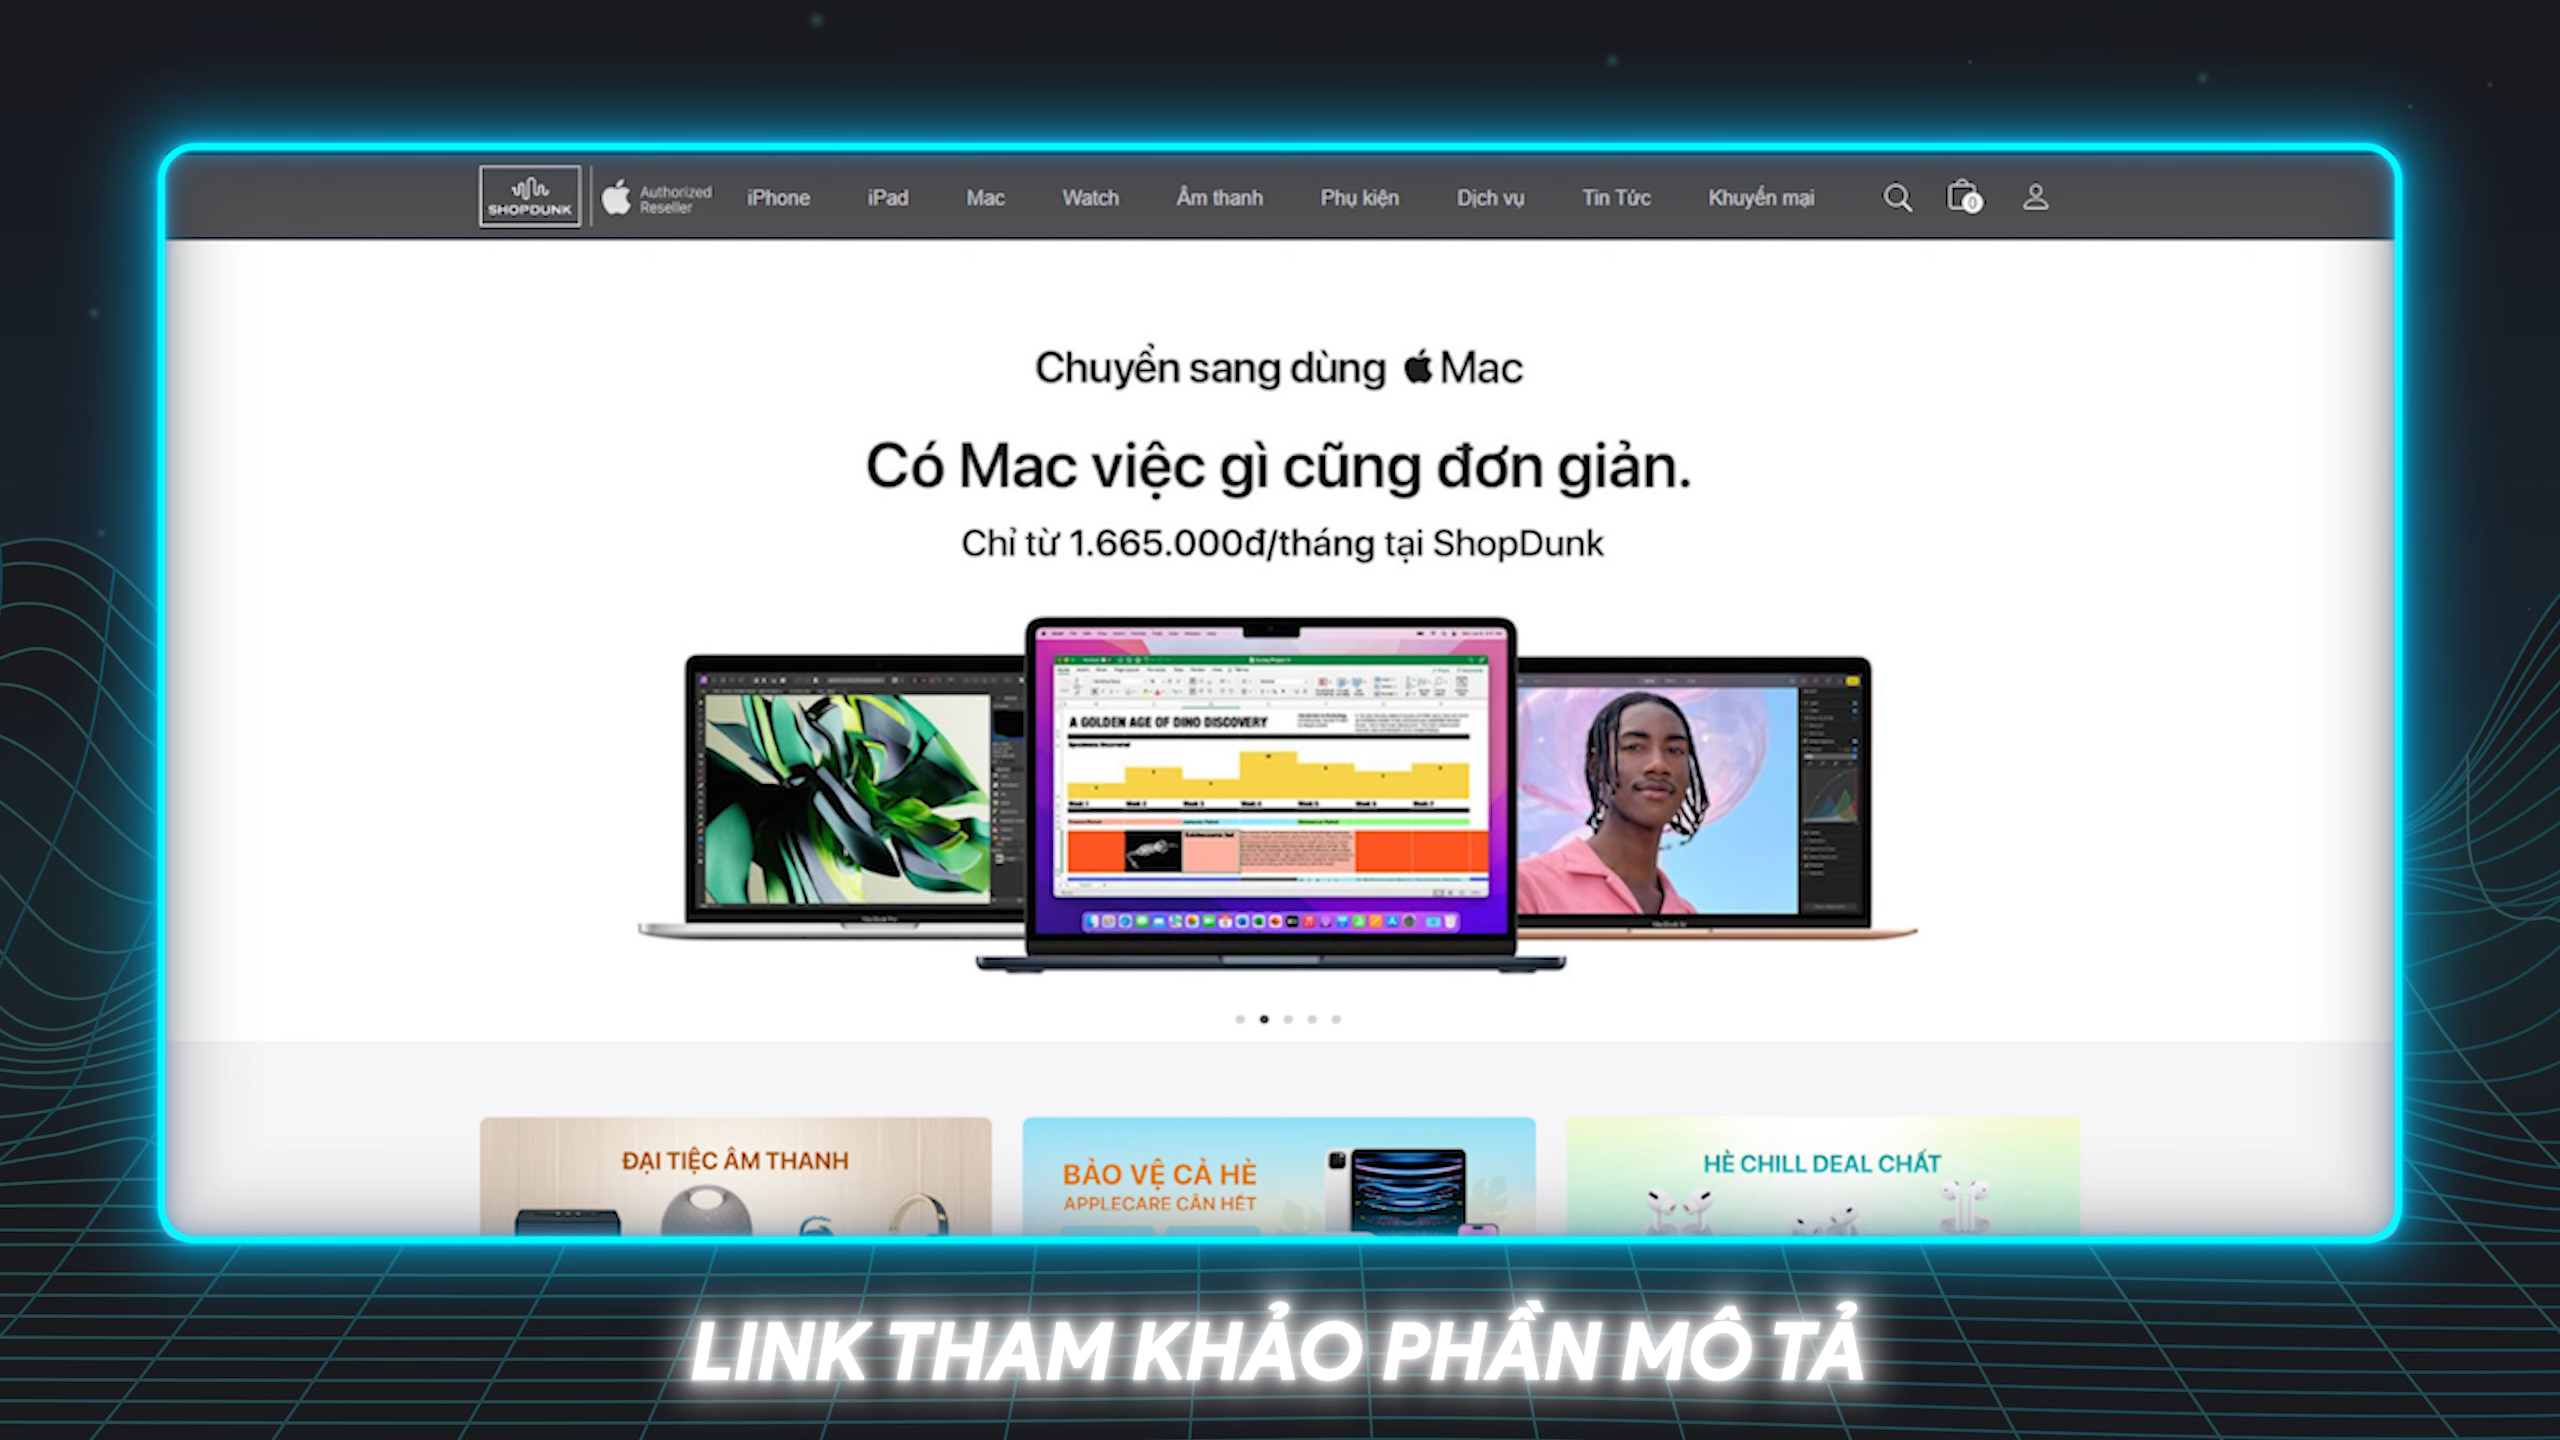 SHOPDUNK
Authorized
Reseller
iPhone
iPad
Mac
Watch
Âm thanh
Phụ kiện
Dịch vụ
Tin Tức
Khuyến mại
0
Chuyển sang dùng Mac
Có Mac việc gì cũng đơn giản.
Chỉ từ 1.665.000đ/tháng tại ShopDunk
A GOLDEN AGE OF DINO DISCOVERY
ĐẠI TIỆC ÂM THANH
BẢO VỆ CẢ HÈ
APPLECARE CÂN HẾT
HÈ CHILL DEAL CHẤT
LINK THAM KHẢO PHẦN MÔ TẢ